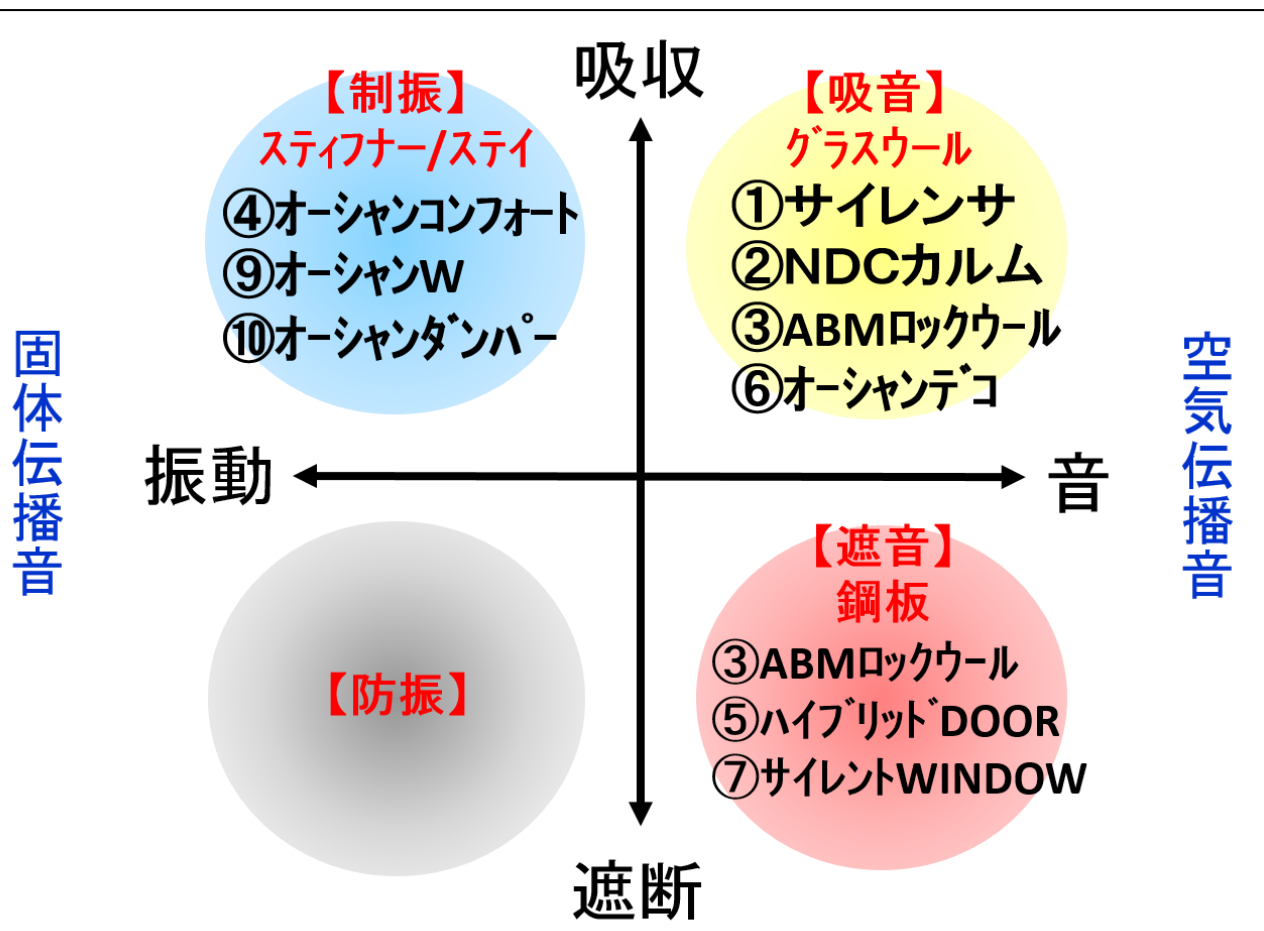 吸収
【制振】
ｽﾃｨﾌﾅｰ/ｽﾃｲ
④ｵｰｼｬﾝｺﾝﾌｫｰﾄ
⑨ｵｰｼｬﾝW
⑩ｵｰｼｬﾝﾀﾞﾝﾊﾟｰ
【吸音】
ｸﾞﾗｽｳｰﾙ
①サイレンサ
②ＮＤＣカルム
③ABMﾛｯｸｳｰﾙ
⑥ｵｰｼｬﾝﾃﾞｺ
固体伝播音
振動
音
空気伝播音
【防振】
【遮音】
鋼板
③ABMﾛｯｸｳｰﾙ
⑤ﾊｲﾌﾞﾘｯﾄﾞDOOR
⑦ｻｲﾚﾝﾄWINDOW
遮断